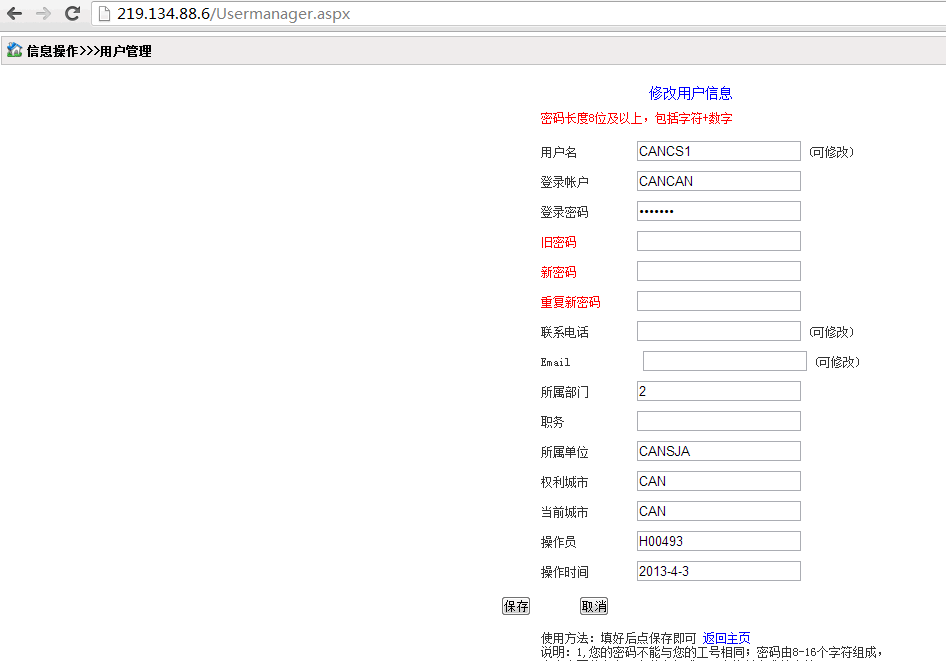 219.134.88.6/Usermanager.aspx
信息操作>>>用户管理
修改用户信息
密码长度8位及以上，包括字符+数字
用户名 CANCS1 (可修改)
登录帐户 CANCAN
登录密码 •••••••
旧密码
新密码
重复新密码
联系电话 (可修改)
Email (可修改)
所属部门 2
职务
所属单位 CANSJA
权利城市 CAN
当前城市 CAN
操作员 H00493
操作时间 2013-4-3
保存 取消
使用方法：填好后点保存即可 返回主页
说明：1,您的密码不能与您的工号相同；密码由8-16个字符组成，